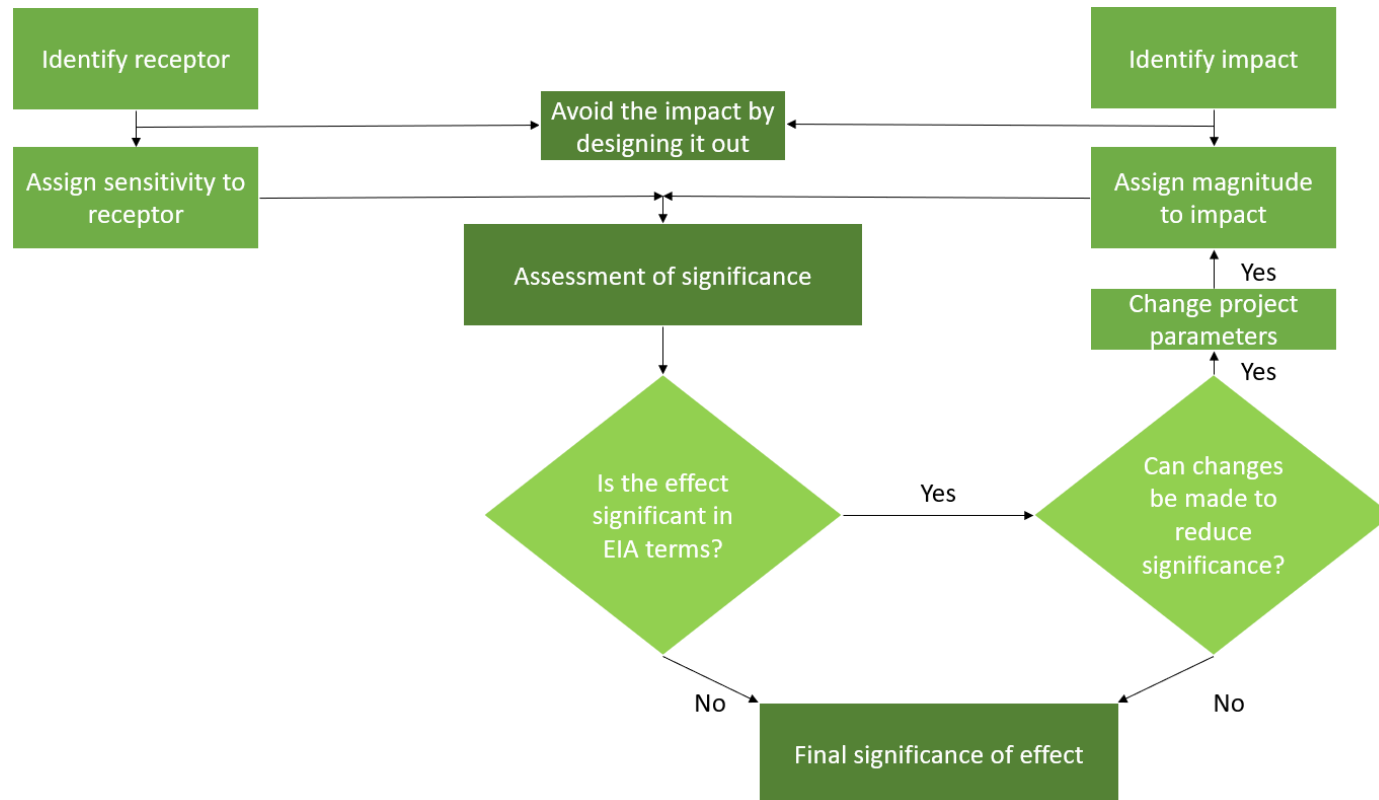 Identify receptor
Identify impact
Avoid the impact by
designing it out
Assign sensitivity to
receptor
Assign magnitude
to impact
Assessment of significance
Yes
Change project
parameters
Yes
Is the effect
significant in
EIA terms?
Yes
Can changes
be made to
reduce
significance?
No
No
Final significance of effect